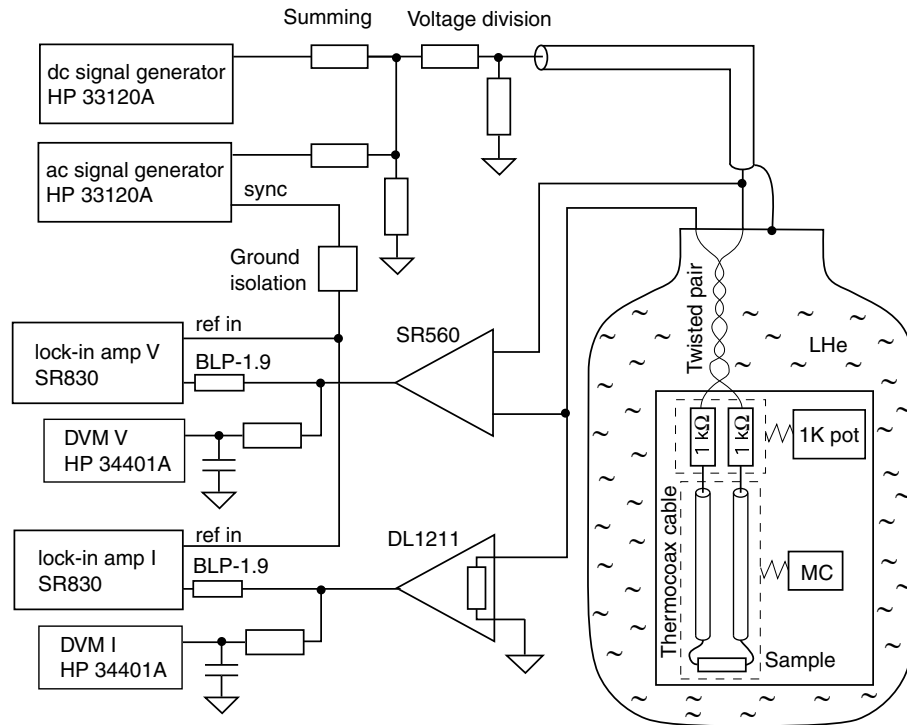 Summing
Voltage division
dc signal generator
HP 33120A
ac signal generator
HP 33120A
sync
Ground
isolation
ref in
lock-in amp V
SR830
BLP-1.9
SR560
DVM V
HP 34401A
Twisted pair
LHe
1 kΩ
1 kΩ
1K pot
ref in
lock-in amp I
SR830
BLP-1.9
DL1211
DVM I
HP 34401A
Thermocoax cable
MC
Sample